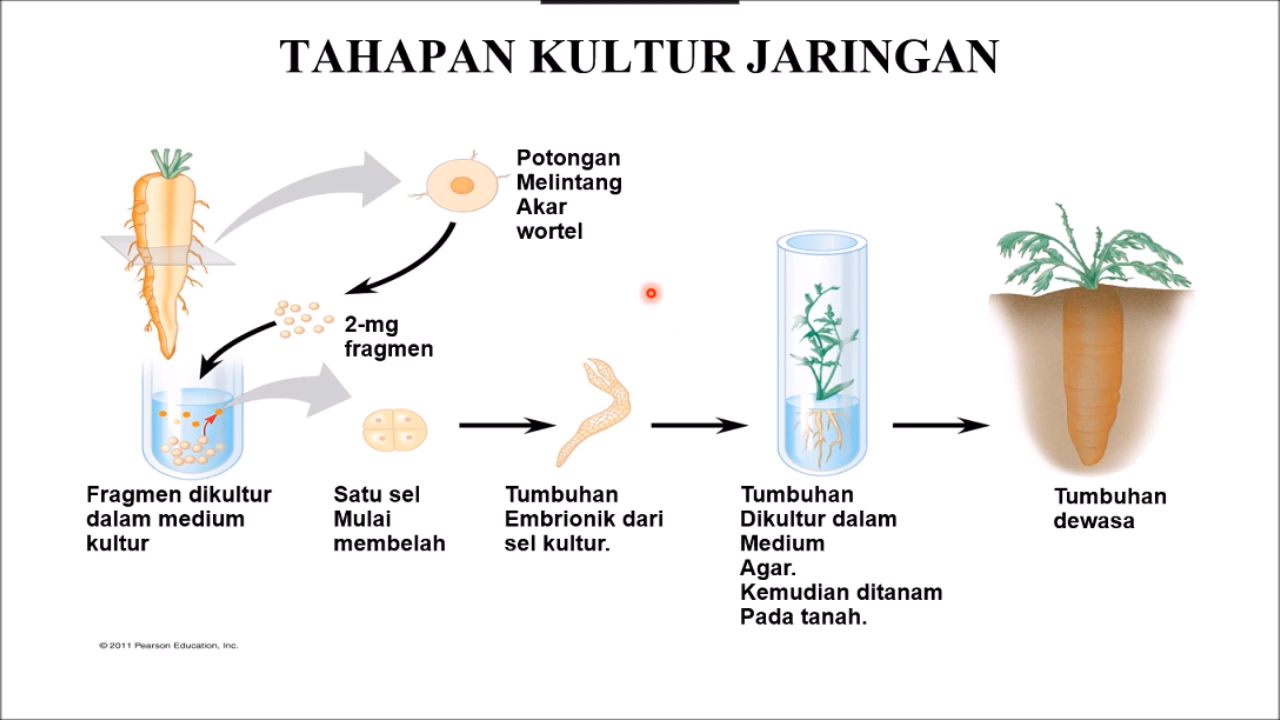 TAHAPAN KULTUR JARINGAN
Potongan
Melintang
Akar
wortel
2-mg
fragmen
Fragmen dikultur
dalam medium
kultur
Satu sel
Mulai
membelah
Tumbuhan
Embrionik dari
sel kultur.
Tumbuhan
Dikultur dalam
Medium
Agar.
Kemudian ditanam
Pada tanah.
Tumbuhan
dewasa
© 2011 Pearson Education, Inc.